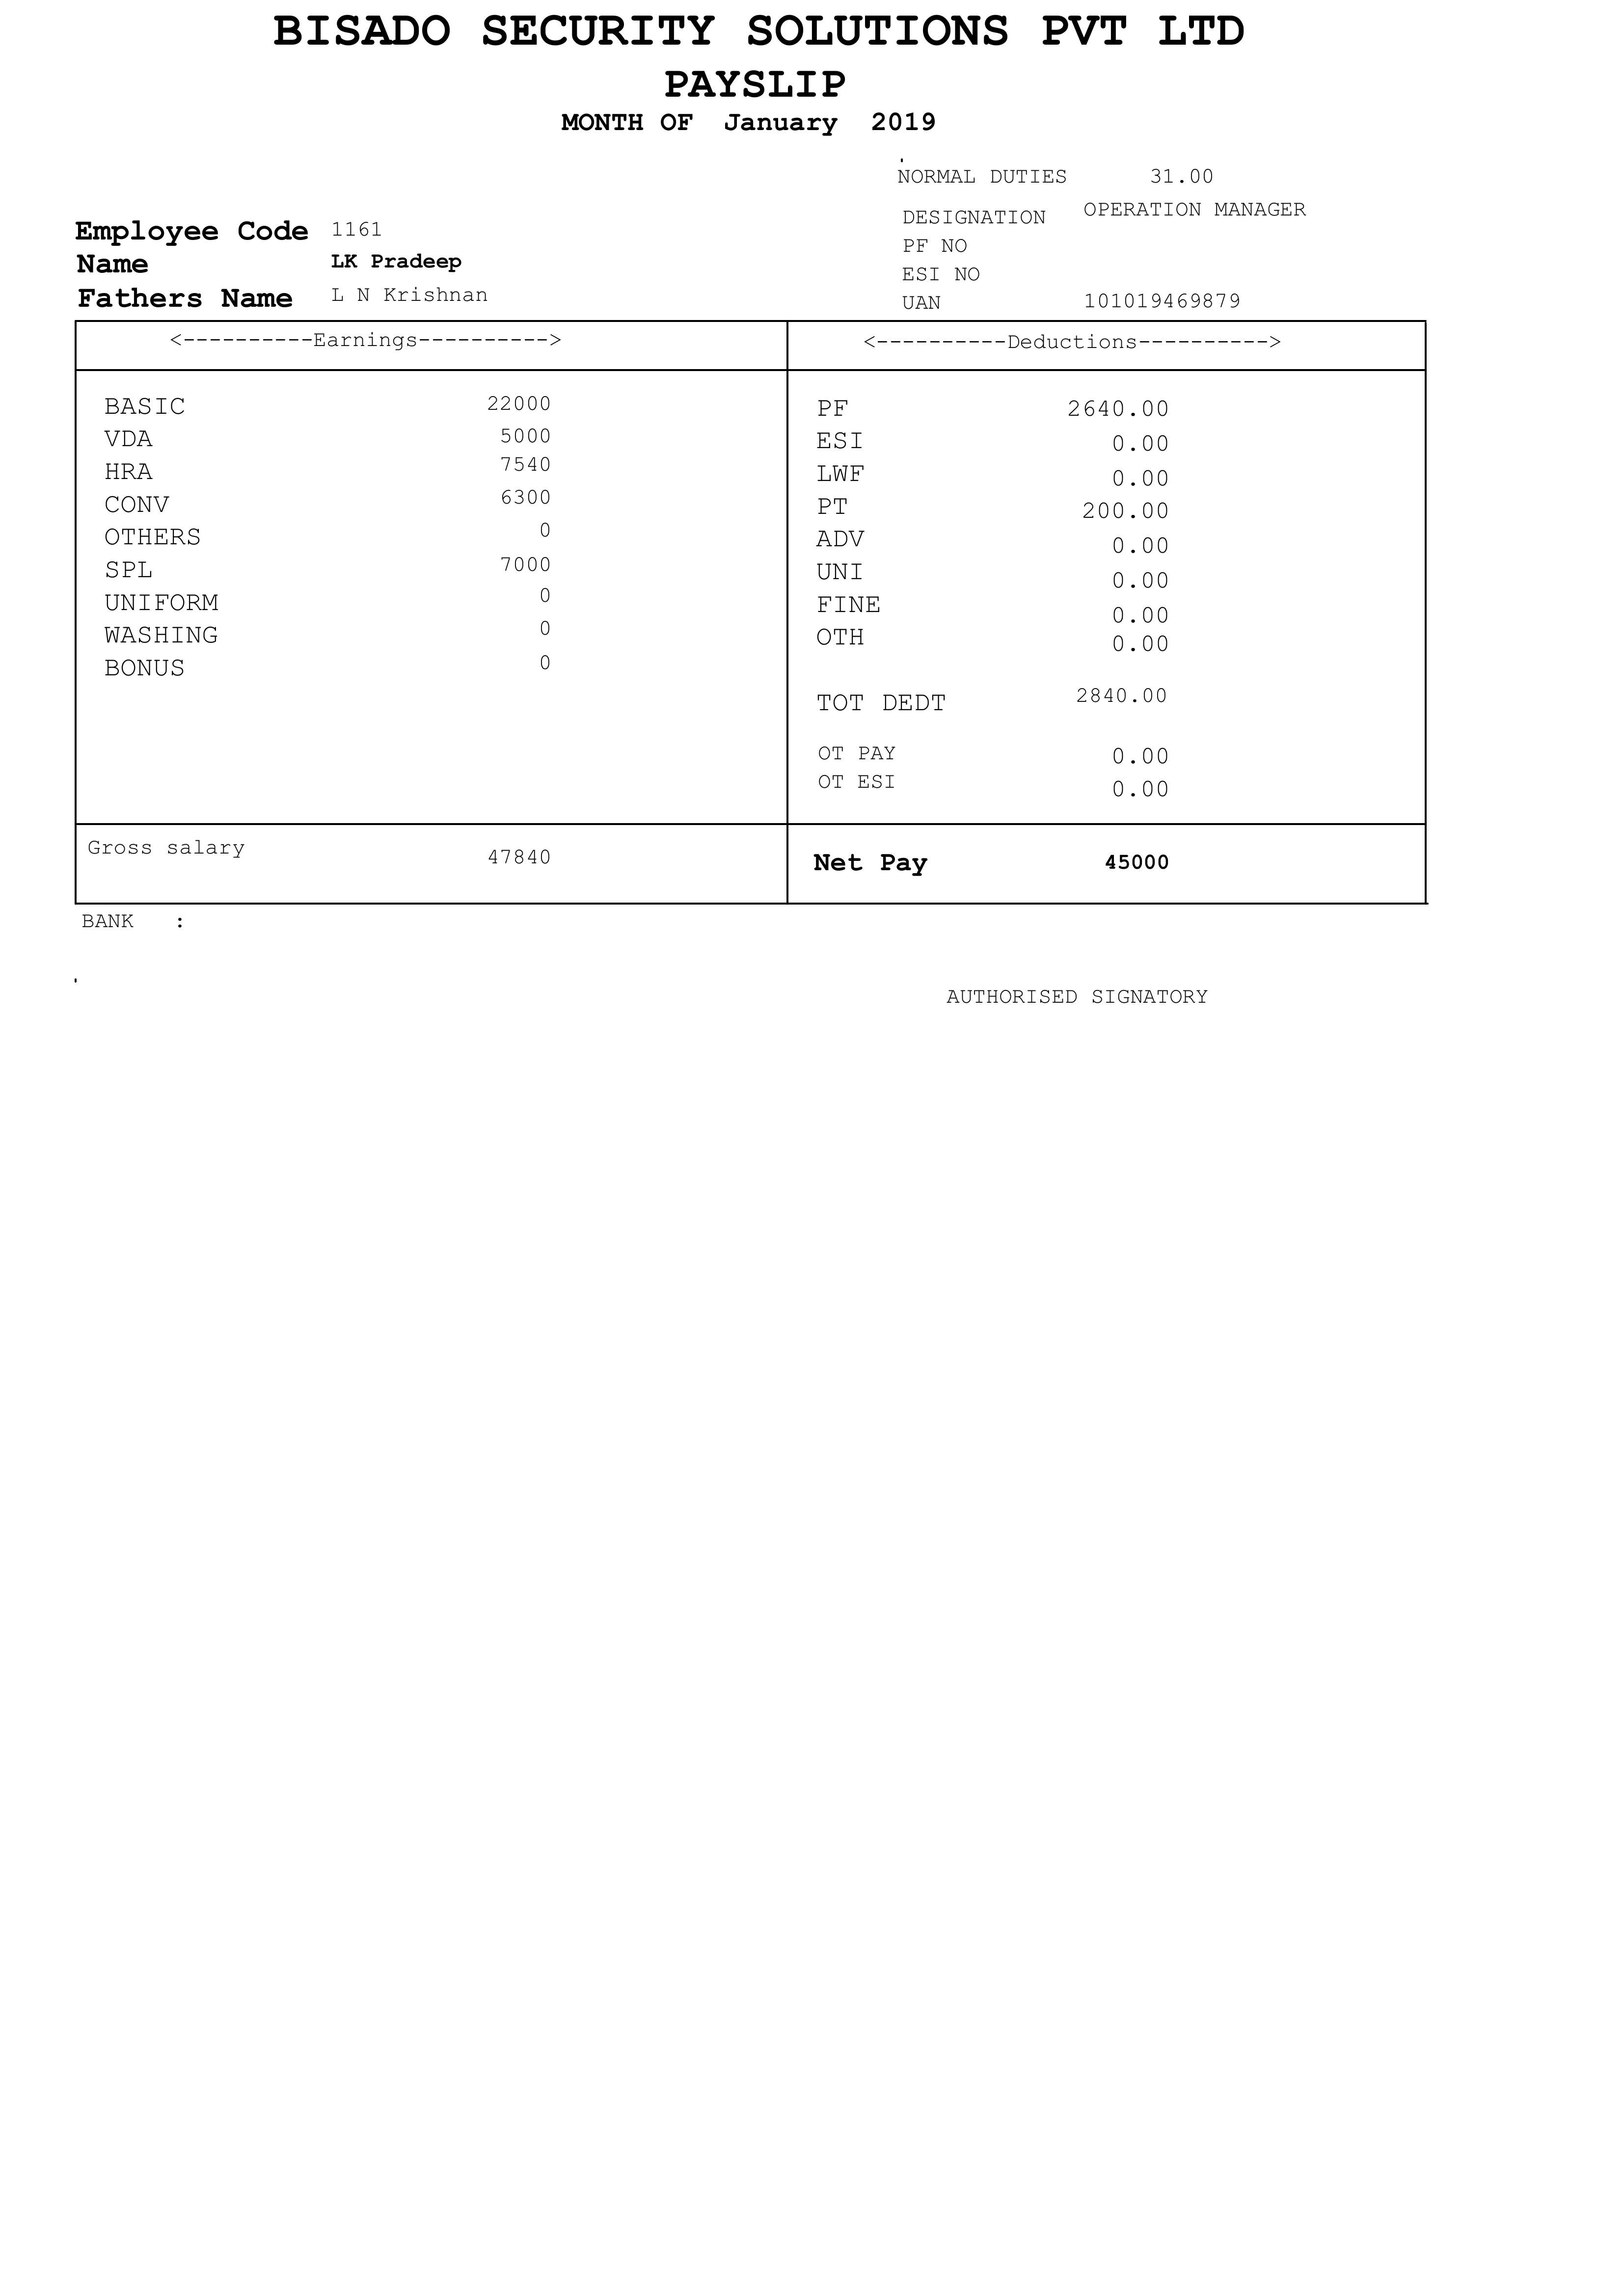 BISADO SECURITY SOLUTIONS PVT LTD
PAYSLIP
MONTH OF January 2019
NORMAL DUTIES 31.00
DESIGNATION OPERATION MANAGER
Employee Code 1161
PF NO
Name LK Pradeep
ESI NO
Fathers Name L N Krishnan
UAN 101019469879
<----------Earnings----------> <----------Deductions---------->
BASIC 22000 PF 2640.00
VDA 5000 ESI 0.00
HRA 7540 LWF 0.00
CONV 6300 PT 200.00
OTHERS 0 ADV 0.00
SPL 7000 UNI 0.00
UNIFORM 0 FINE 0.00
WASHING 0 OTH 0.00
BONUS 0
TOT DEDT 2840.00
OT PAY 0.00
OT ESI 0.00
Gross salary 47840 Net Pay 45000
BANK :
AUTHORISED SIGNATORY